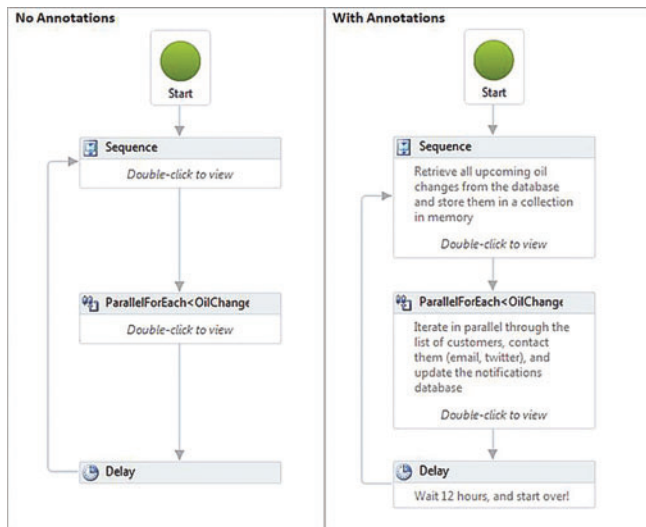 No Annotations
Start
Sequence
Double-click to view
ParallelForEach<OilChange
Double-click to view
Delay
With Annotations
Start
Sequence
Retrieve all upcoming oil
changes from the database
and store them in a collection
in memory
Double-click to view
ParallelForEach<OilChange
Iterate in parallel through the
list of customers, contact
them (email, twitter), and
update the notifications
database
Double-click to view
Delay
Wait 12 hours, and start over!